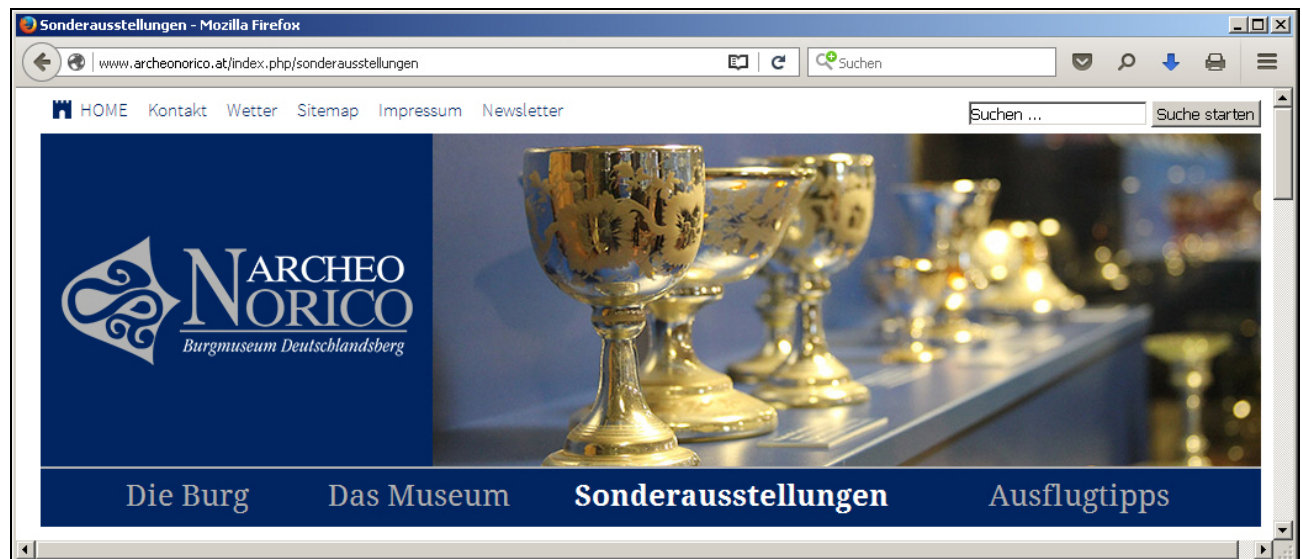 Sonderausstellungen - Mozilla Firefox
www.archeonorico.at/index.php/sonderausstellungen
Suchen
HOME Kontakt Wetter Sitemap Impressum Newsletter
Suchen ...
Suche starten
ARCHEO
NORICO
Burgmuseum Deutschlandsberg
Die Burg Das Museum Sonderausstellungen Ausflugtipps